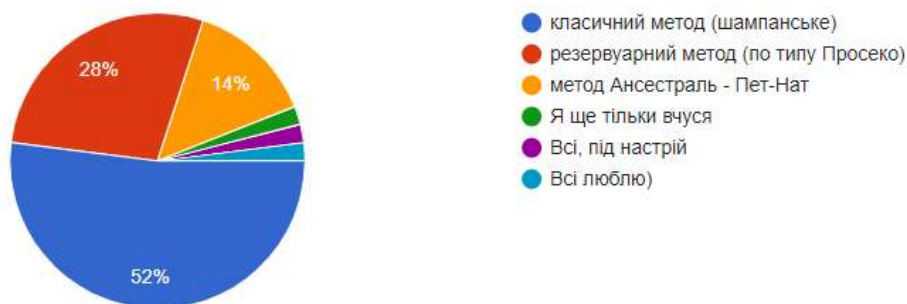 класичний метод (шампанське)
резервуарний метод (по типу Просеко)
метод Ансестраль - Пет-Нат
Я ще тільки вчуся
Всі, під настрій
Всі люблю)
28%
14%
52%